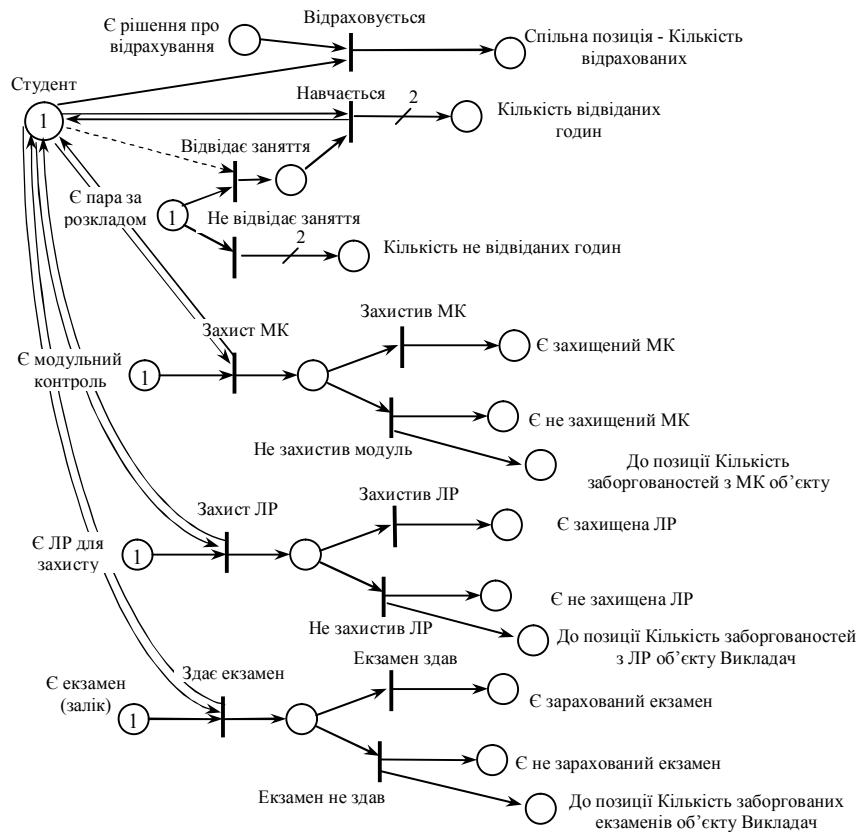 Є рішення про
відрахування
Відраховується
Спільна позиція - Кількість
відрахованих
Студент
1
Навчається
2
Кількість відвіданих
годин
Відвідає заняття
Є пара за
розкладом
1
Не відвідає заняття
2
Кількість не відвіданих годин
Захист МК
Захистив МК
Є захищений МК
Є модульний
контроль
1
Є не захищений МК
Не захистив модуль
До позиції Кількість
заборгованостей з МК об’єкту
Захист ЛР
Захистив ЛР
Є захищена ЛР
Є ЛР для
захисту
1
Є не захищена ЛР
Не захистив ЛР
До позиції Кількість заборгованостей
з ЛР об’єкту Викладач
Здає екзамен
Екзамен здав
Є екзамен
(залік)
1
Є зарахований екзамен
Є не зарахований екзамен
Екзамен не здав
До позиції Кількість заборгованих
екзаменів об’єкту Викладач